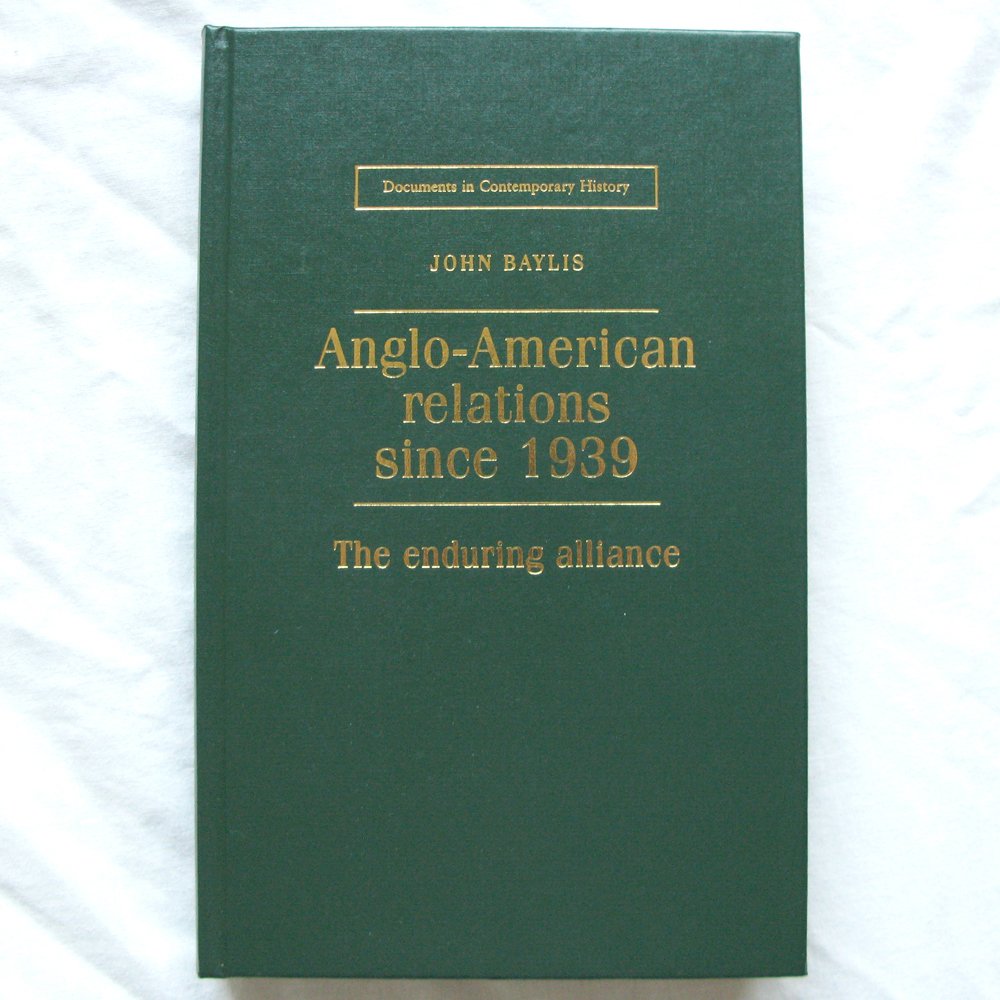 Documents in Contemporary History
JOHN BAYLIS
Anglo-American
relations
since 1939
The enduring alliance